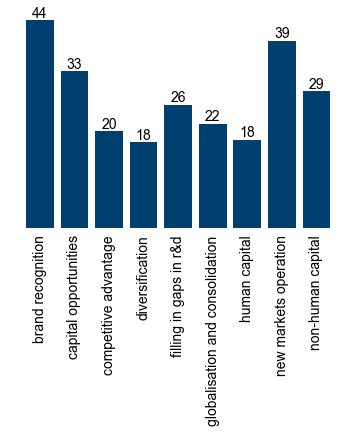 44
33
20
18
26
22
18
39
29
brand recognition
capital opportunities
competitive advantage
diversification
filling in gaps in r&d
globalisation and consolidation
human capital
new markets operation
non-human capital